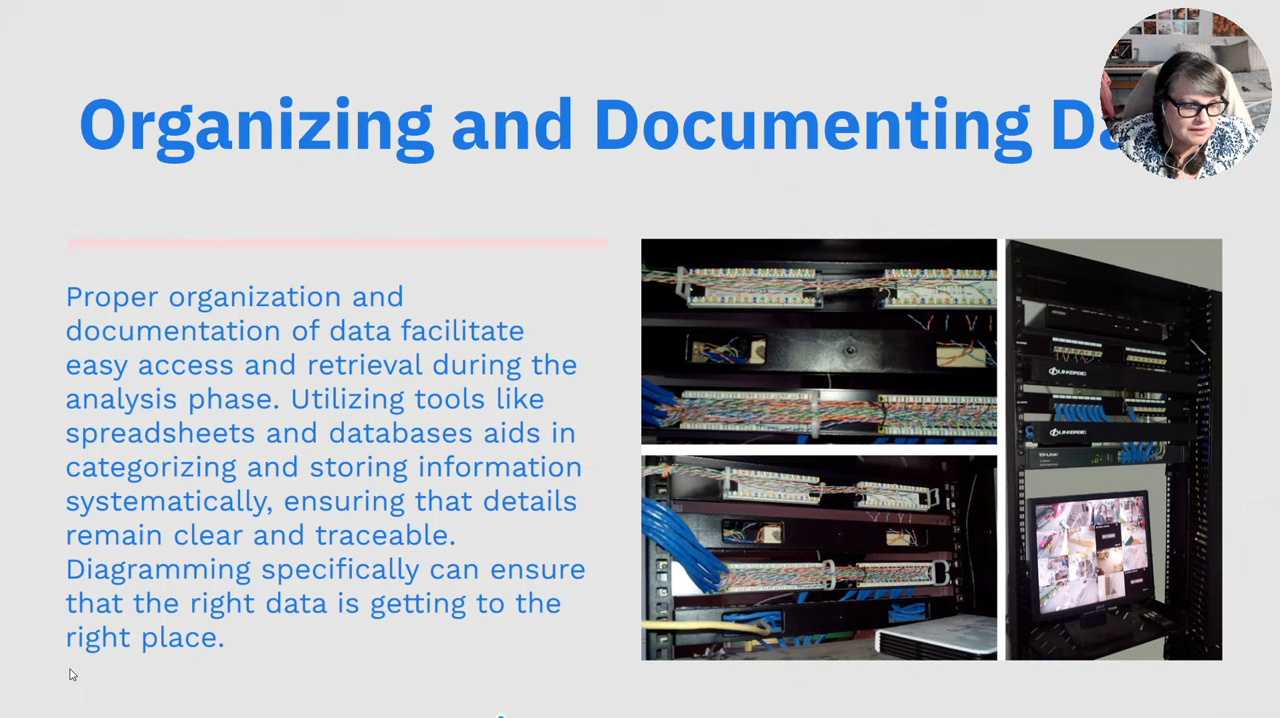 Organizing and Documenting
Proper organization and
documentation of data facilitate
easy access and retrieval during the
analysis phase. Utilizing tools like
spreadsheets and databases aids in
categorizing and storing information
systematically, ensuring that details
remain clear and traceable.
Diagramming specifically can ensure
that the right data is getting to the
right place.
TP-LINK